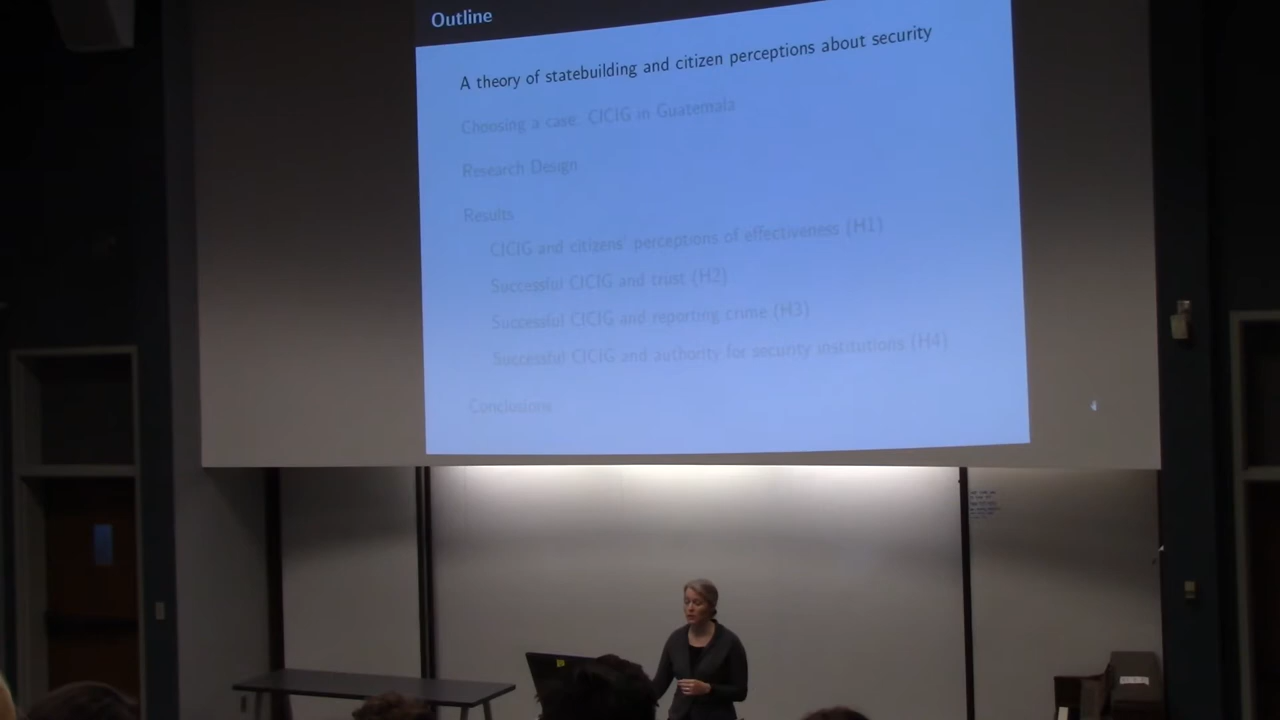 Outline
A theory of statebuilding and citizen perceptions about security
Choosing a case: CICIG in Guatemala
Research Design
Results
CICIG and citizens' perceptions of effectiveness (H1)
Successful CICIG and trust (H2)
Successful CICIG and reporting crime (H3)
Successful CICIG and authority for security institutions (H4)
Conclusions